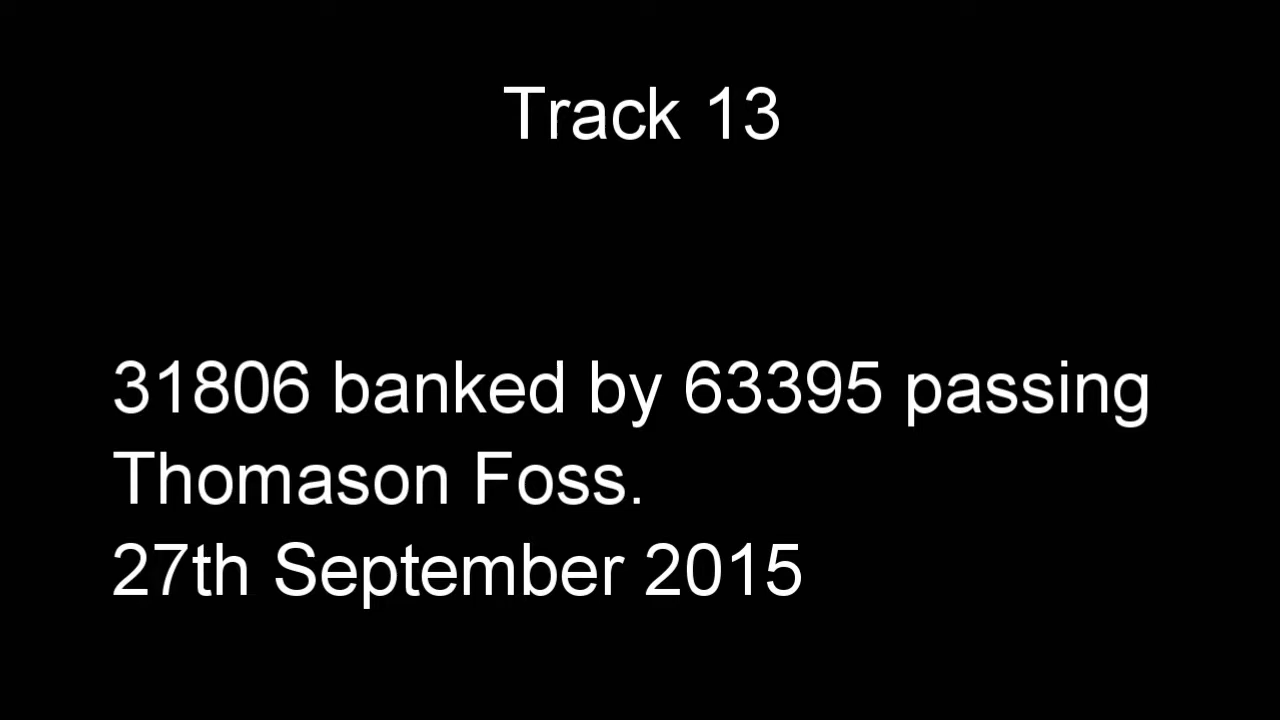 Track 13
31806 banked by 63395 passing
Thomason Foss.
27th September 2015